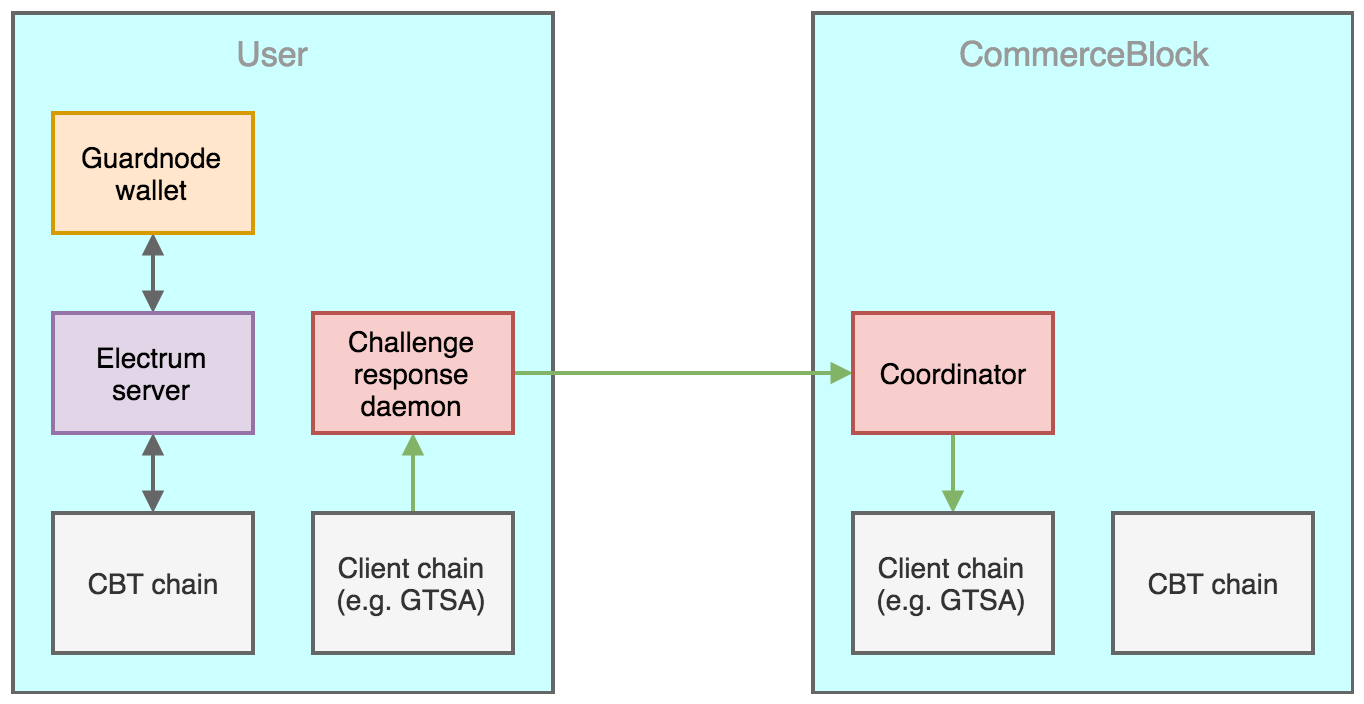 User
Guardnode
wallet
Electrum
server
Challenge
response
daemon
CBT chain
Client chain
(e.g. GTSA)
CommerceBlock
Coordinator
Client chain
(e.g. GTSA)
CBT chain